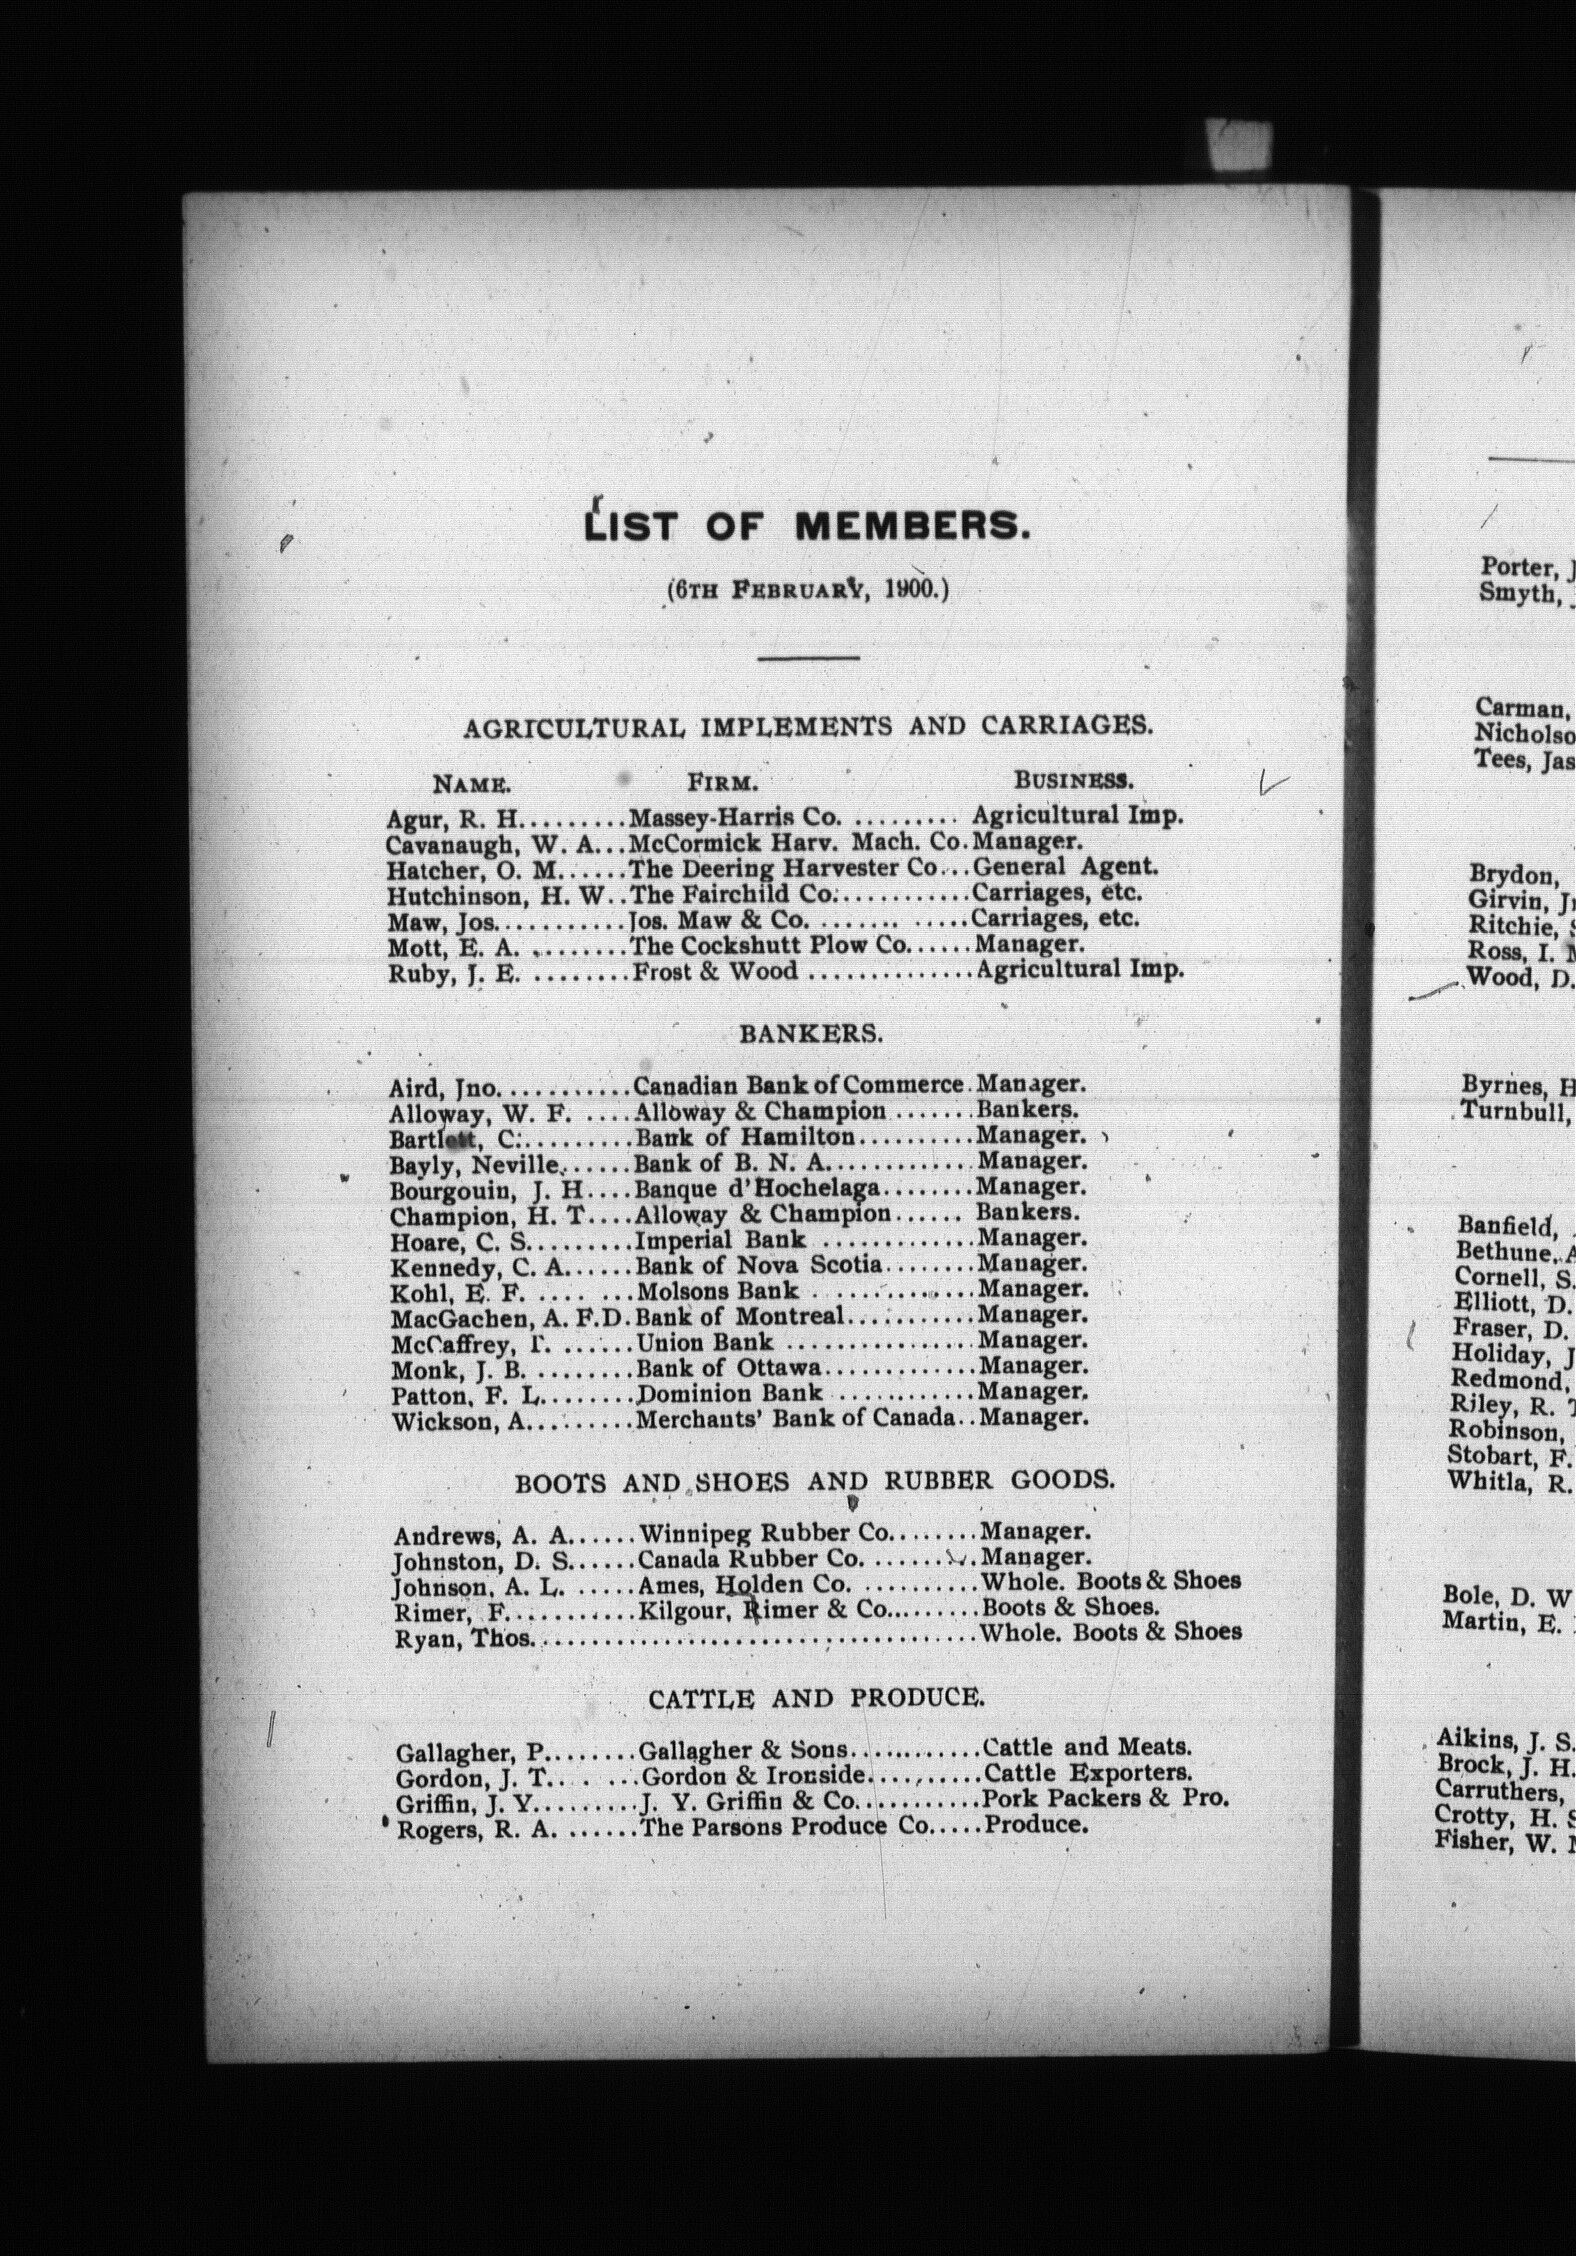 LIST OF MEMBERS.
(6TH FEBRUARY, 1900.)
AGRICULTURAL IMPLEMENTS AND CARRIAGES.
NAME. FIRM. BUSINESS.
Agur, R. H.........Massey-Harris Co. ......... Agricultural Imp.
Cavanaugh, W. A...McCormick Harv. Mach. Co.Manager.
Hatcher, O. M......The Deering Harvester Co...General Agent.
Hutchinson, H. W..The Fairchild Co............Carriages, etc.
Maw, Jos...........Jos. Maw & Co. ....... .....Carriages, etc.
Mott, E. A. ........The Cockshutt Plow Co......Manager.
Ruby, J. E. ........Frost & Wood ..............Agricultural Imp.
BANKERS.
Aird, Jno...........Canadian Bank of Commerce.Manager.
Alloway, W. F. ....Alloway & Champion .......Bankers.
Bartlett, C..........Bank of Hamilton..........Manager.
Bayly, Neville......Bank of B. N. A............Manager.
Bourgouin, J. H....Banque d'Hochelaga........Manager.
Champion, H. T....Alloway & Champion...... Bankers.
Hoare, C. S.........Imperial Bank .............Manager.
Kennedy, C. A......Bank of Nova Scotia........Manager.
Kohl, E. F. .... ...Molsons Bank .............Manager.
MacGachen, A. F.D.Bank of Montreal...........Manager.
McCaffrey, T. ......Union Bank ................Manager.
Monk, J. B. ........Bank of Ottawa.............Manager.
Patton, F. L........Dominion Bank ............Manager.
Wickson, A.........Merchants' Bank of Canada..Manager.
BOOTS AND SHOES AND RUBBER GOODS.
Andrews, A. A......Winnipeg Rubber Co........Manager.
Johnston, D. S......Canada Rubber Co. .........Manager.
Johnson, A. L. .....Ames, Holden Co. ..........Whole. Boots & Shoes
Rimer, F...........Kilgour, Rimer & Co.........Boots & Shoes.
Ryan, Thos...................................Whole. Boots & Shoes
CATTLE AND PRODUCE.
Gallagher, P........Gallagher & Sons............Cattle and Meats.
Gordon, J. T.. . ...Gordon & Ironside..........Cattle Exporters.
Griffin, J. Y.........J. Y. Griffin & Co...........Pork Packers & Pro.
Rogers, R. A. ......The Parsons Produce Co.....Produce.
Porter, J
Smyth, J
Carman,
Nicholso
Tees, Jas
Brydon,
Girvin, Jn
Ritchie, S
Ross, I. M
Wood, D.
Byrnes, H
Turnbull,
Banfield,
Bethune, A
Cornell, S.
Elliott, D.
Fraser, D.
Holiday, J
Redmond,
Riley, R. T
Robinson,
Stobart, F.
Whitla, R.
Bole, D. W
Martin, E.
Aikins, J. S.
Brock, J. H.
Carruthers,
Crotty, H. S
Fisher, W. M